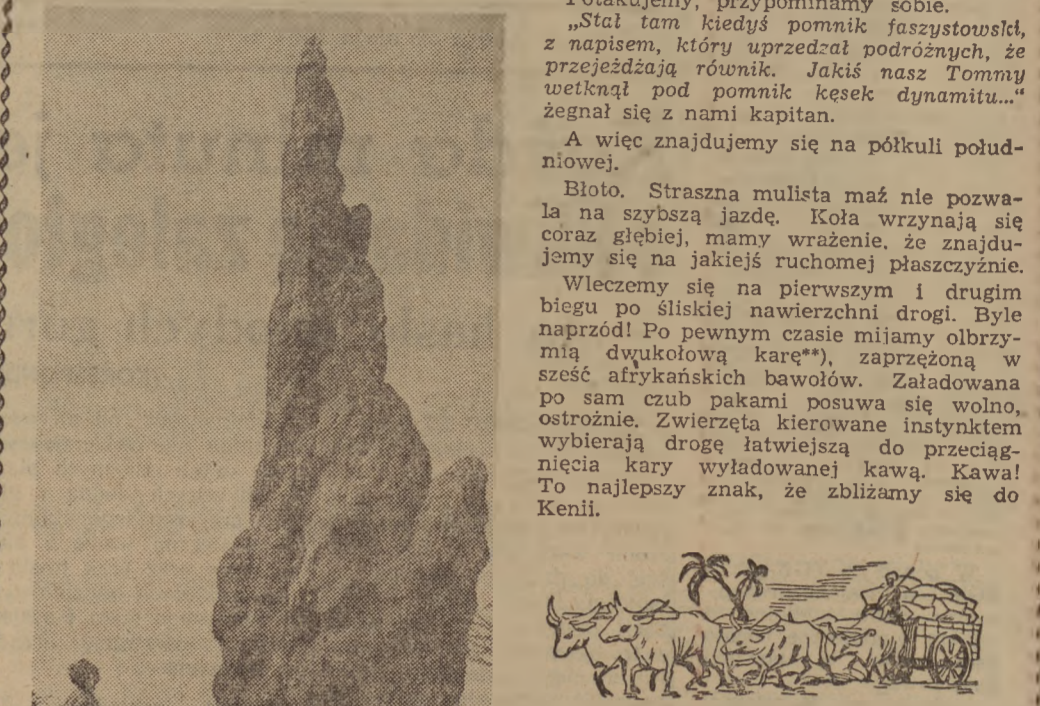 Potakujemy, przypominamy sobie.
„Stał tam kiedyś pomnik faszystowski,
z napisem, który uprzedzał podróżnych, że
przejeżdżają równik. Jakiś nasz Tommy
wetknął pod pomnik kęsek dynamitu...“
żegnał się z nami kapitan.
A więc znajdujemy się na półkuli połud-
niowej.
Błoto. Straszna mulista maź nie pozwa-
la na szybszą jazdę. Koła wrzynają się
coraz głębiej, mamy wrażenie, że znajdu-
jemy się na jakiejś ruchomej płaszczyźnie.
Wleczemy się na pierwszym i drugim
biegu po śliskiej nawierzchni drogi. Byle
naprzód! Po pewnym czasie mijamy olbrzy-
mią dwukołową karę**), zaprzężoną w
sześć afrykańskich bawołów. Załadowana
po sam czub pakami posuwa się wolno,
ostrożnie. Zwierzęta kierowane instynktem
wybierają drogę łatwiejszą do przeciąg-
nięcia kary wyładowanej kawą. Kawa!
To najlepszy znak, że zbliżamy się do
Kenii.